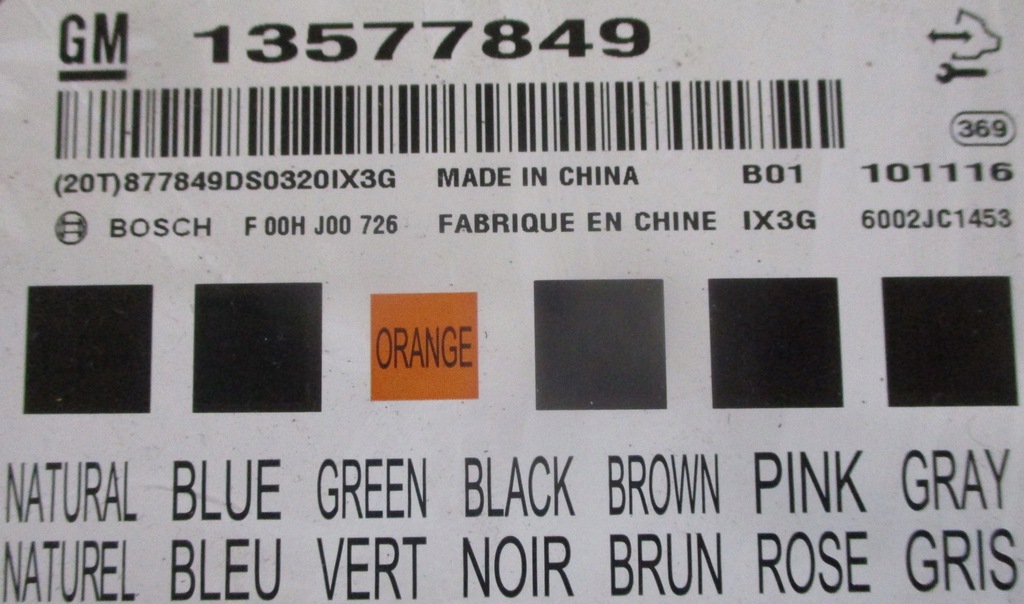 GM 13577849
369
(20T)877849DS0320IX3G MADE IN CHINA B01 101116
BOSCH F 00H J00 726 FABRIQUE EN CHINE IX3G 6002JC1453
ORANGE
NATURAL BLUE GREEN BLACK BROWN PINK GRAY
NATUREL BLEU VERT NOIR BRUN ROSE GRIS